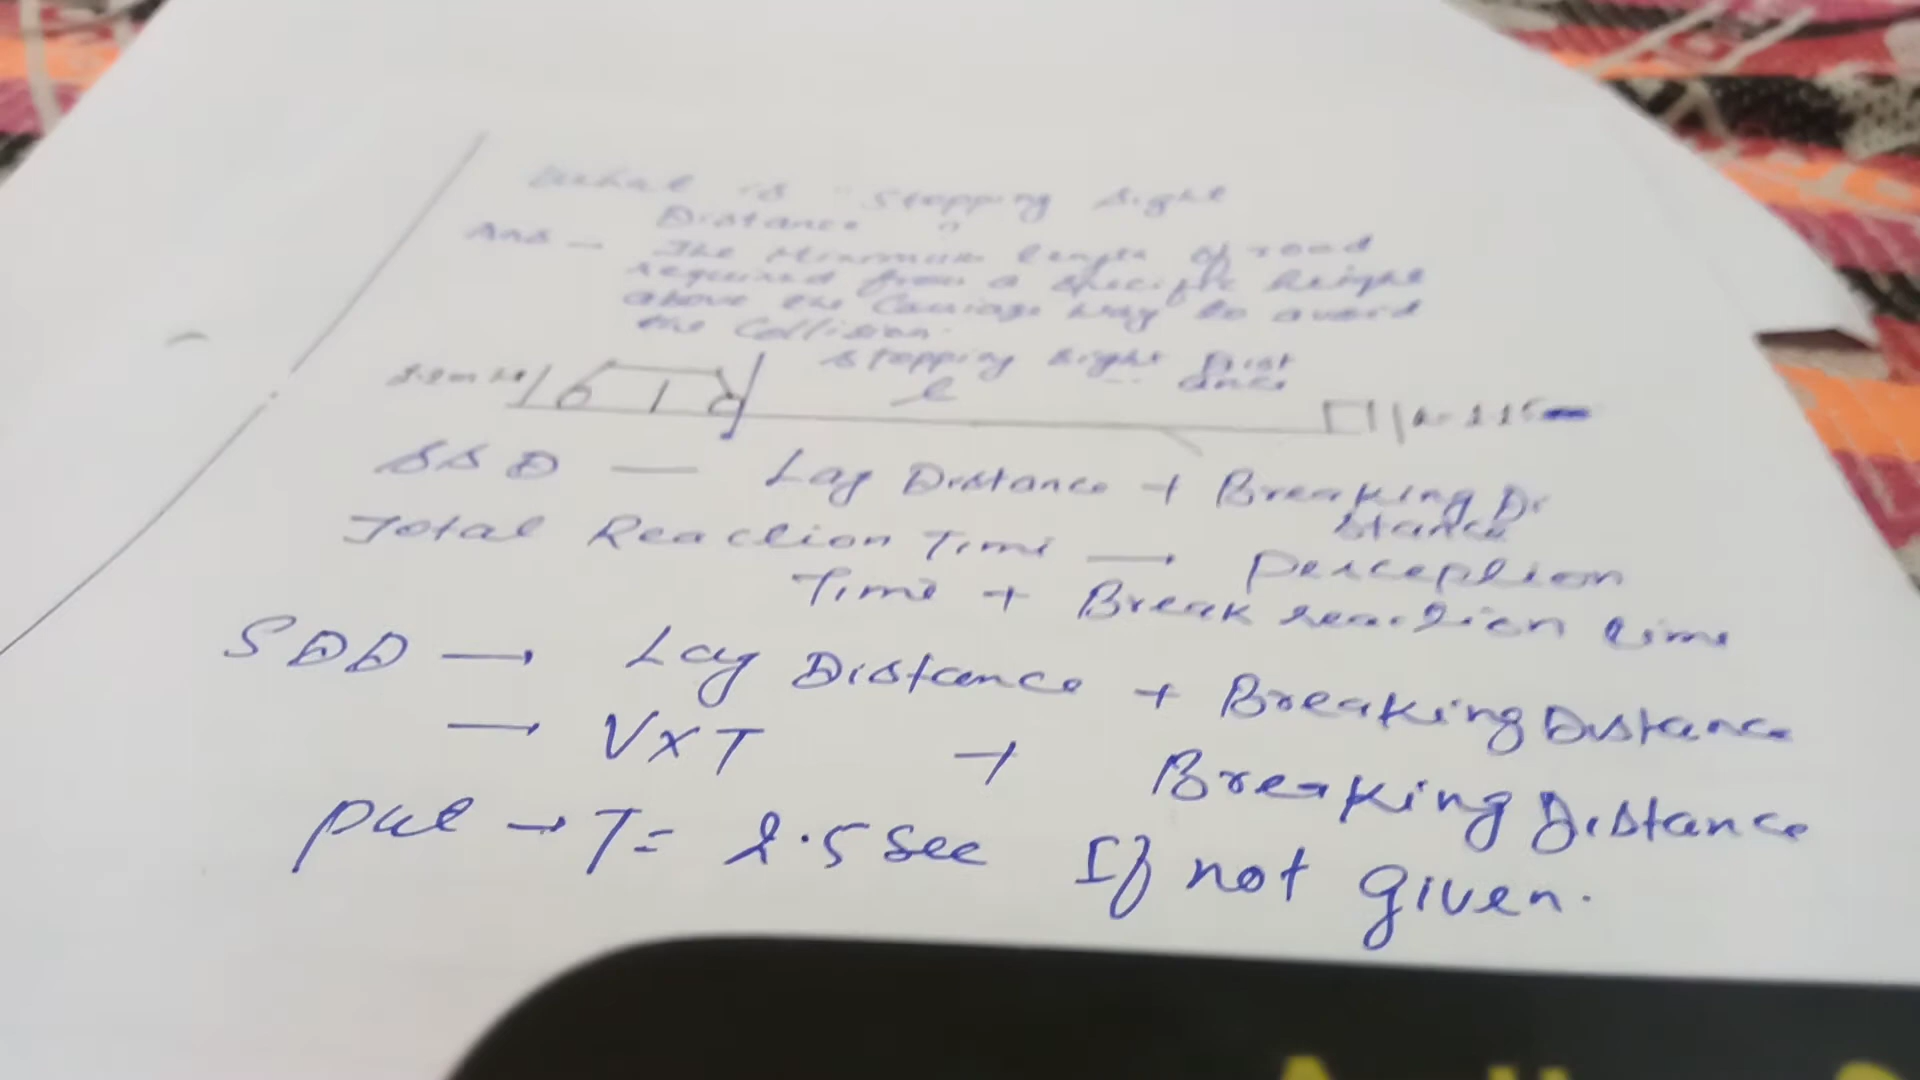 What is "Stopping Sight
Distance"
Ans - The Minimum length of road
required from a specific height
above the Carriage way to avoid
the Collision.
Stopping Sight Dist
ance
l
SSD — Lag Distance + Breaking Di
stance
Total Reaction Time → Perception
Time + Break reaction time
SDD → Lag Distance + Breaking Distance
→ V×T + Breaking Distance
put → T= 2.5 Sec If not given.